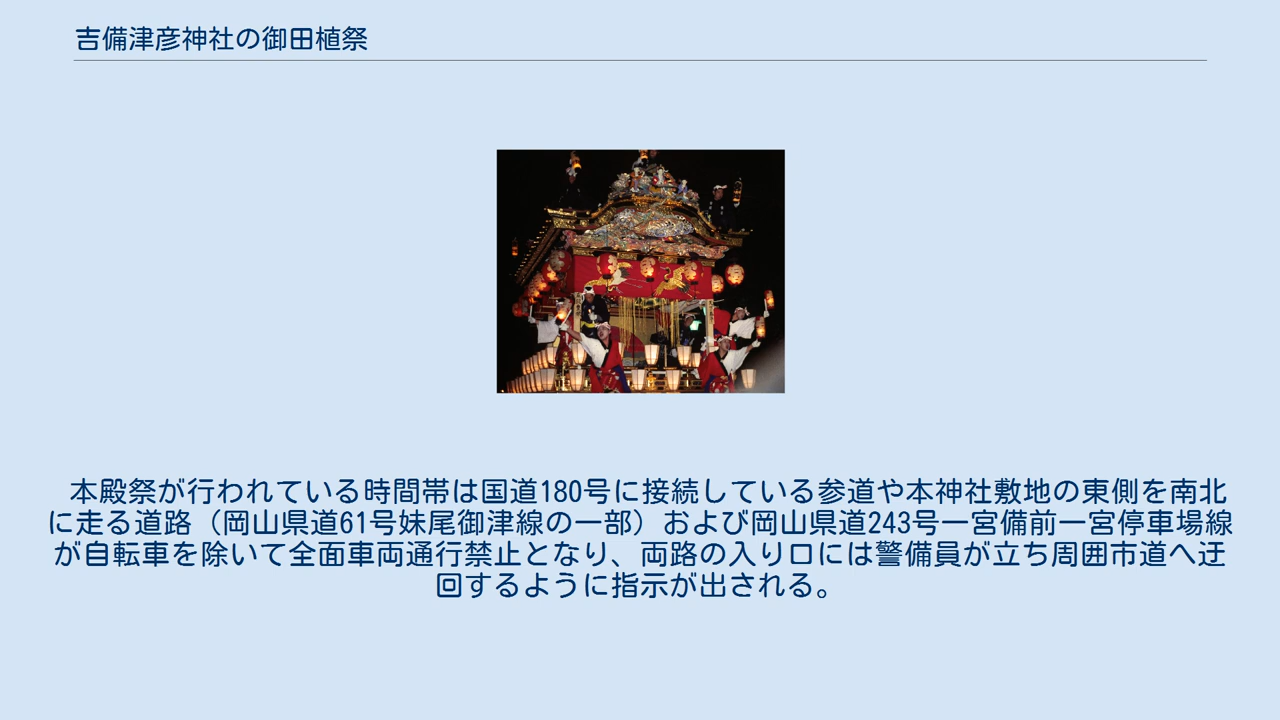 吉備津彦神社の御田植祭
本殿祭が行われている時間帯は国道180号に接続している参道や本神社敷地の東側を南北
に走る道路（岡山県道61号妹尾御津線の一部）および岡山県道243号一宮備前一宮停車場線
が自転車を除いて全面車両通行禁止となり、両路の入り口には警備員が立ち周囲市道へ迂
回するように指示が出される。